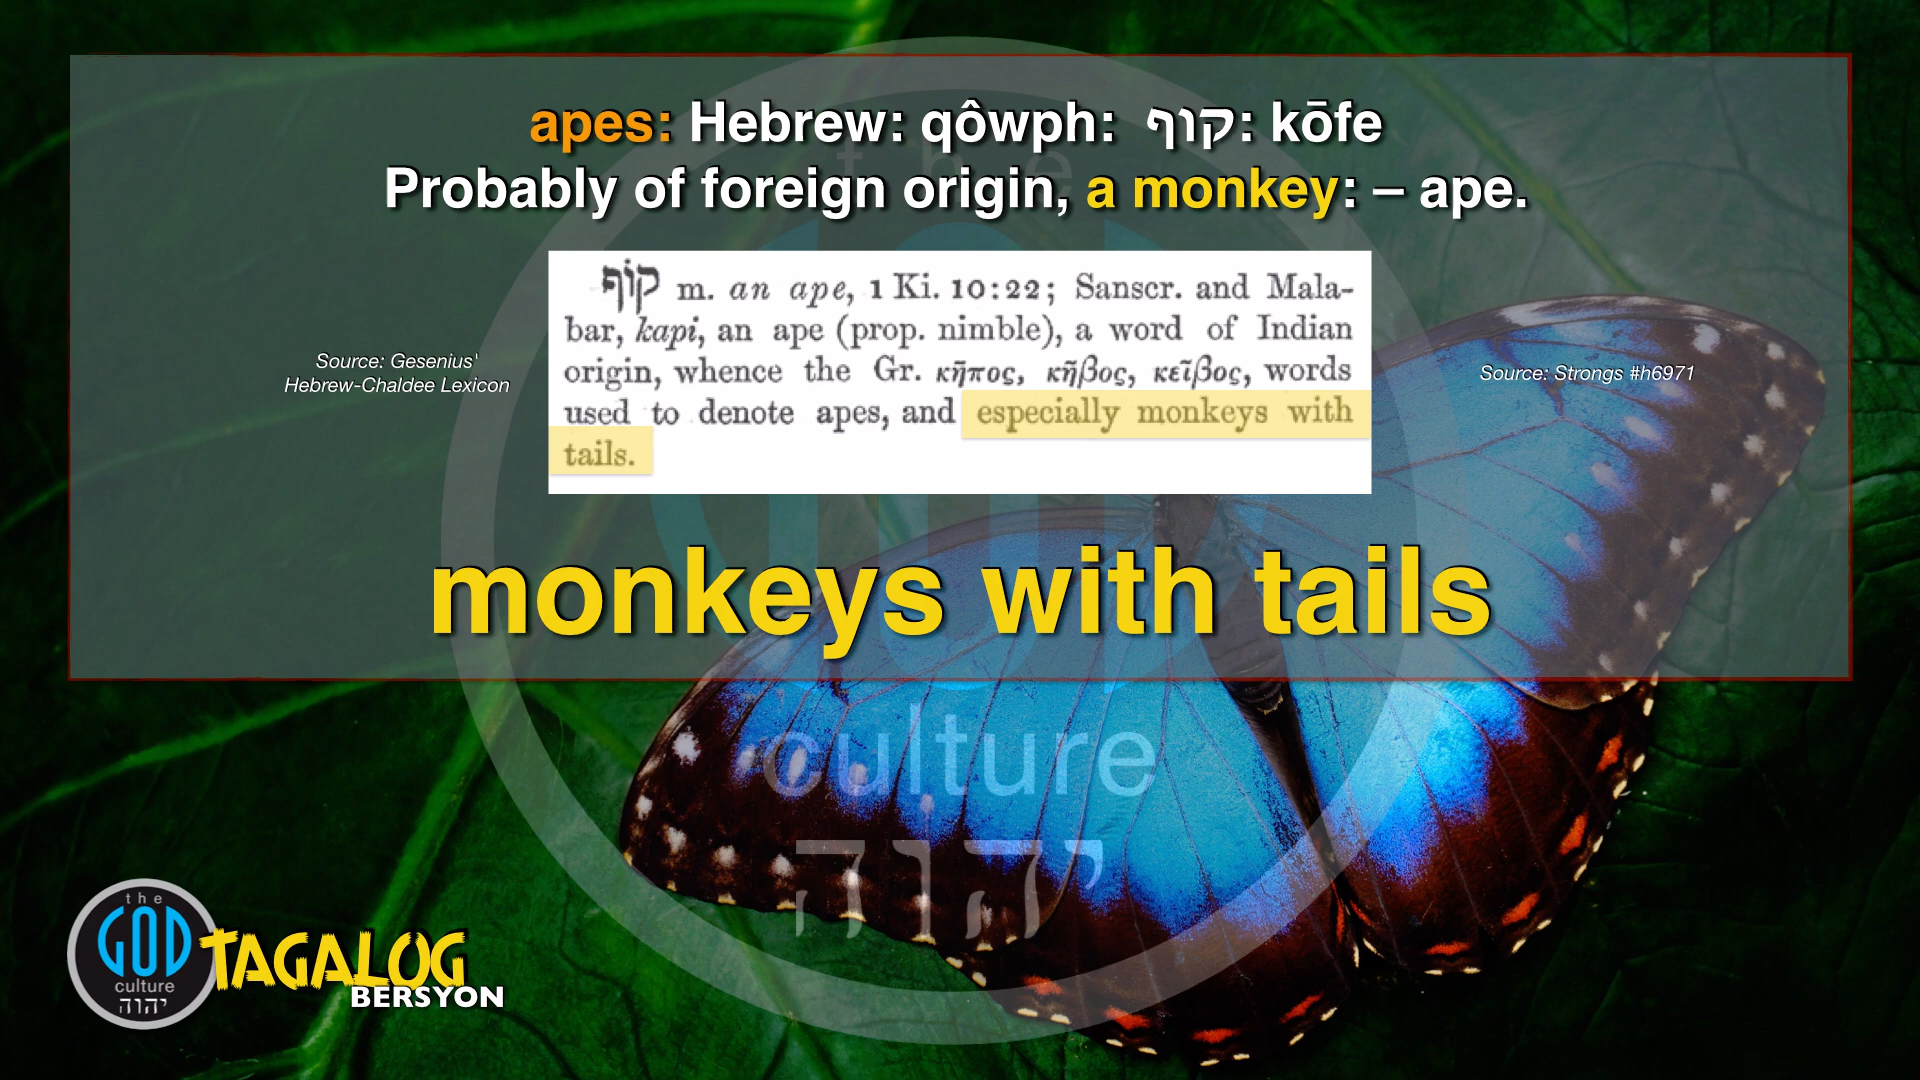 apes: Hebrew: qôwph: קוף: kōfe
Probably of foreign origin, a monkey: – ape.
קוֹף m. an ape, 1 Ki. 10:22; Sanscr. and Mala-
bar, kapi, an ape (prop. nimble), a word of Indian
origin, whence the Gr. κῆπος, κῆβος, κεῖβος, words
used to denote apes, and especially monkeys with
tails.
Source: Gesenius'
Hebrew-Chaldee Lexicon
Source: Strongs #h6971
monkeys with tails
the
GOD
culture
יהוה
the
GOD
culture
יהוה
TAGALOG
BERSYON